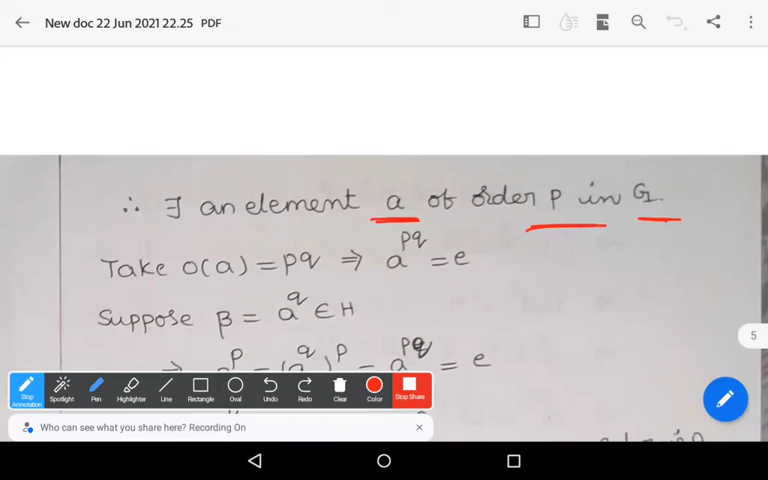 New doc 22 Jun 2021 22.25 PDF
∴ ∃ an element a of order P in G.
Take O(a) = pq ⇒ a^pq = e
Suppose β = a^q ∈ H
5
⇒ β^P = (a^q)^P = a^pq = e
Stop Annotation Spotlight Pen Highlighter Line Rectangle Oval Undo Redo Clear Color Stop Share
Who can see what you share here? Recording On